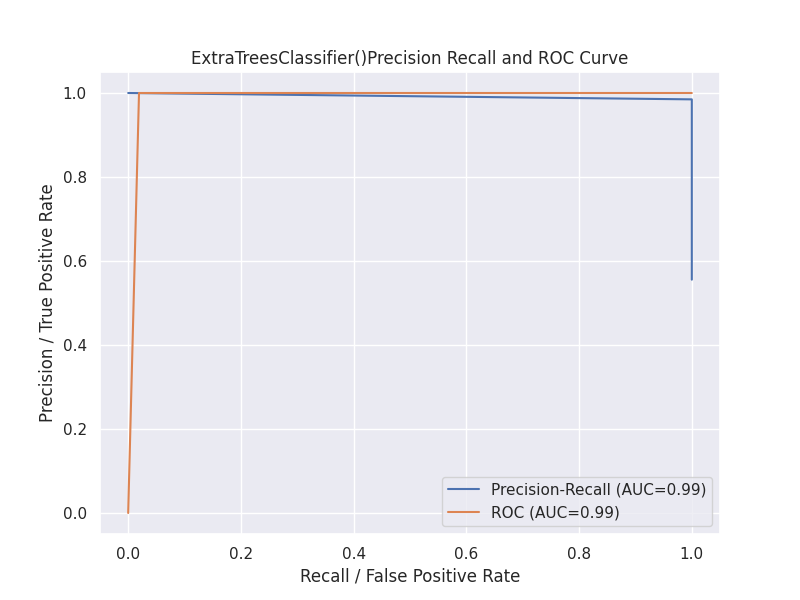 ExtraTreesClassifier()Precision Recall and ROC Curve
1.0
0.8
0.6
0.4
0.2
0.0
Precision / True Positive Rate
Precision-Recall (AUC=0.99)
ROC (AUC=0.99)
0.0 0.2 0.4 0.6 0.8 1.0
Recall / False Positive Rate